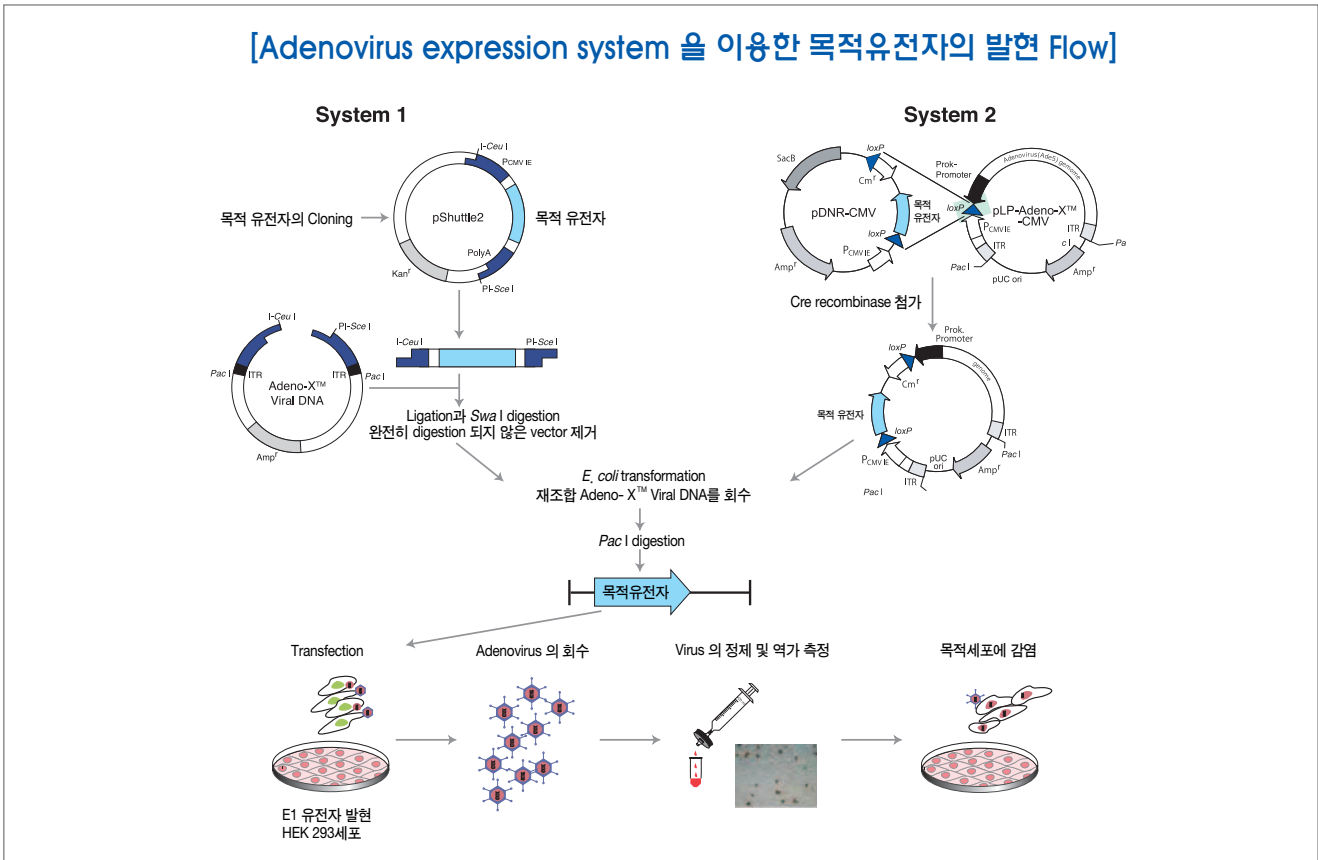 [Adenovirus expression system 을 이용한 목적유전자의 발현 Flow]
System 1
I-Ceu I
PCMV IE
목적 유전자의 Cloning
pShuttle2
목적 유전자
PolyA
Kanr
PI-Sce I
I-Ceu I
PI-Sce I
Pac I
ITR
ITR
Pac I
Adeno-X™
Viral DNA
Ampr
I-Ceu I
PI-Sce I
Ligation과 Swa I digestion
완전히 digestion 되지 않은 vector 제거
System 2
SacB
loxP
Cmr
pDNR-CMV
목적
유전자
loxP
PCMV IE
Ampr
Prok-
Promoter
Adenovirus(Ade5) genome
loxP
pLP-Adeno-X™
-CMV
PCMV IE
ITR
ITR
c I
Pa
Pac I
Ampr
pUC ori
Cre recombinase 첨가
Prok.
Promoter
loxP
Cmr
genome
목적 유전자
loxP
ITR
PCMV IE
pUC
ori
Pac I
Ampr
ITR
Pac I
E. coli transformation
재조합 Adeno- X™ Viral DNA를 회수
Pac I digestion
목적유전자
Transfection
Adenovirus 의 회수
Virus 의 정제 및 역가 측정
목적세포에 감염
E1 유전자 발현
HEK 293세포